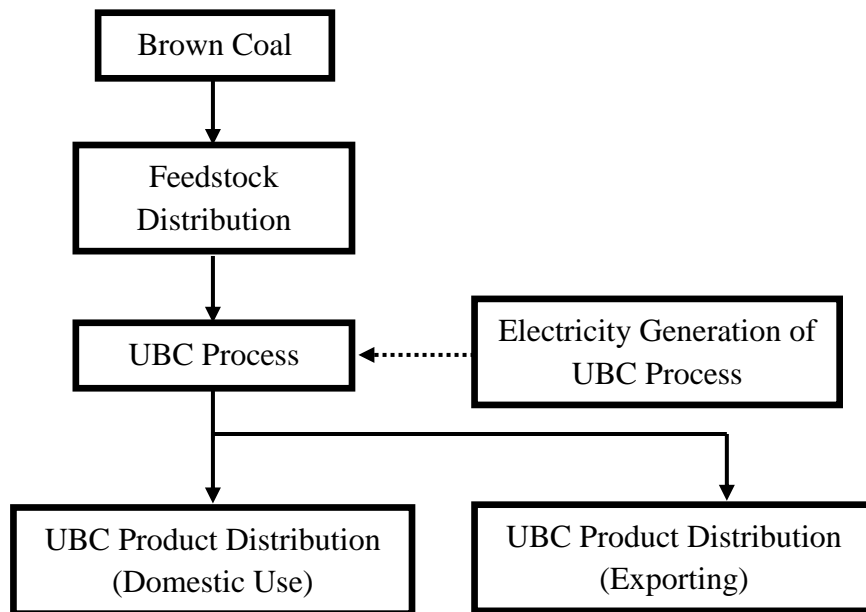 Brown Coal
Feedstock
Distribution
UBC Process
Electricity Generation of
UBC Process
UBC Product Distribution
(Domestic Use)
UBC Product Distribution
(Exporting)